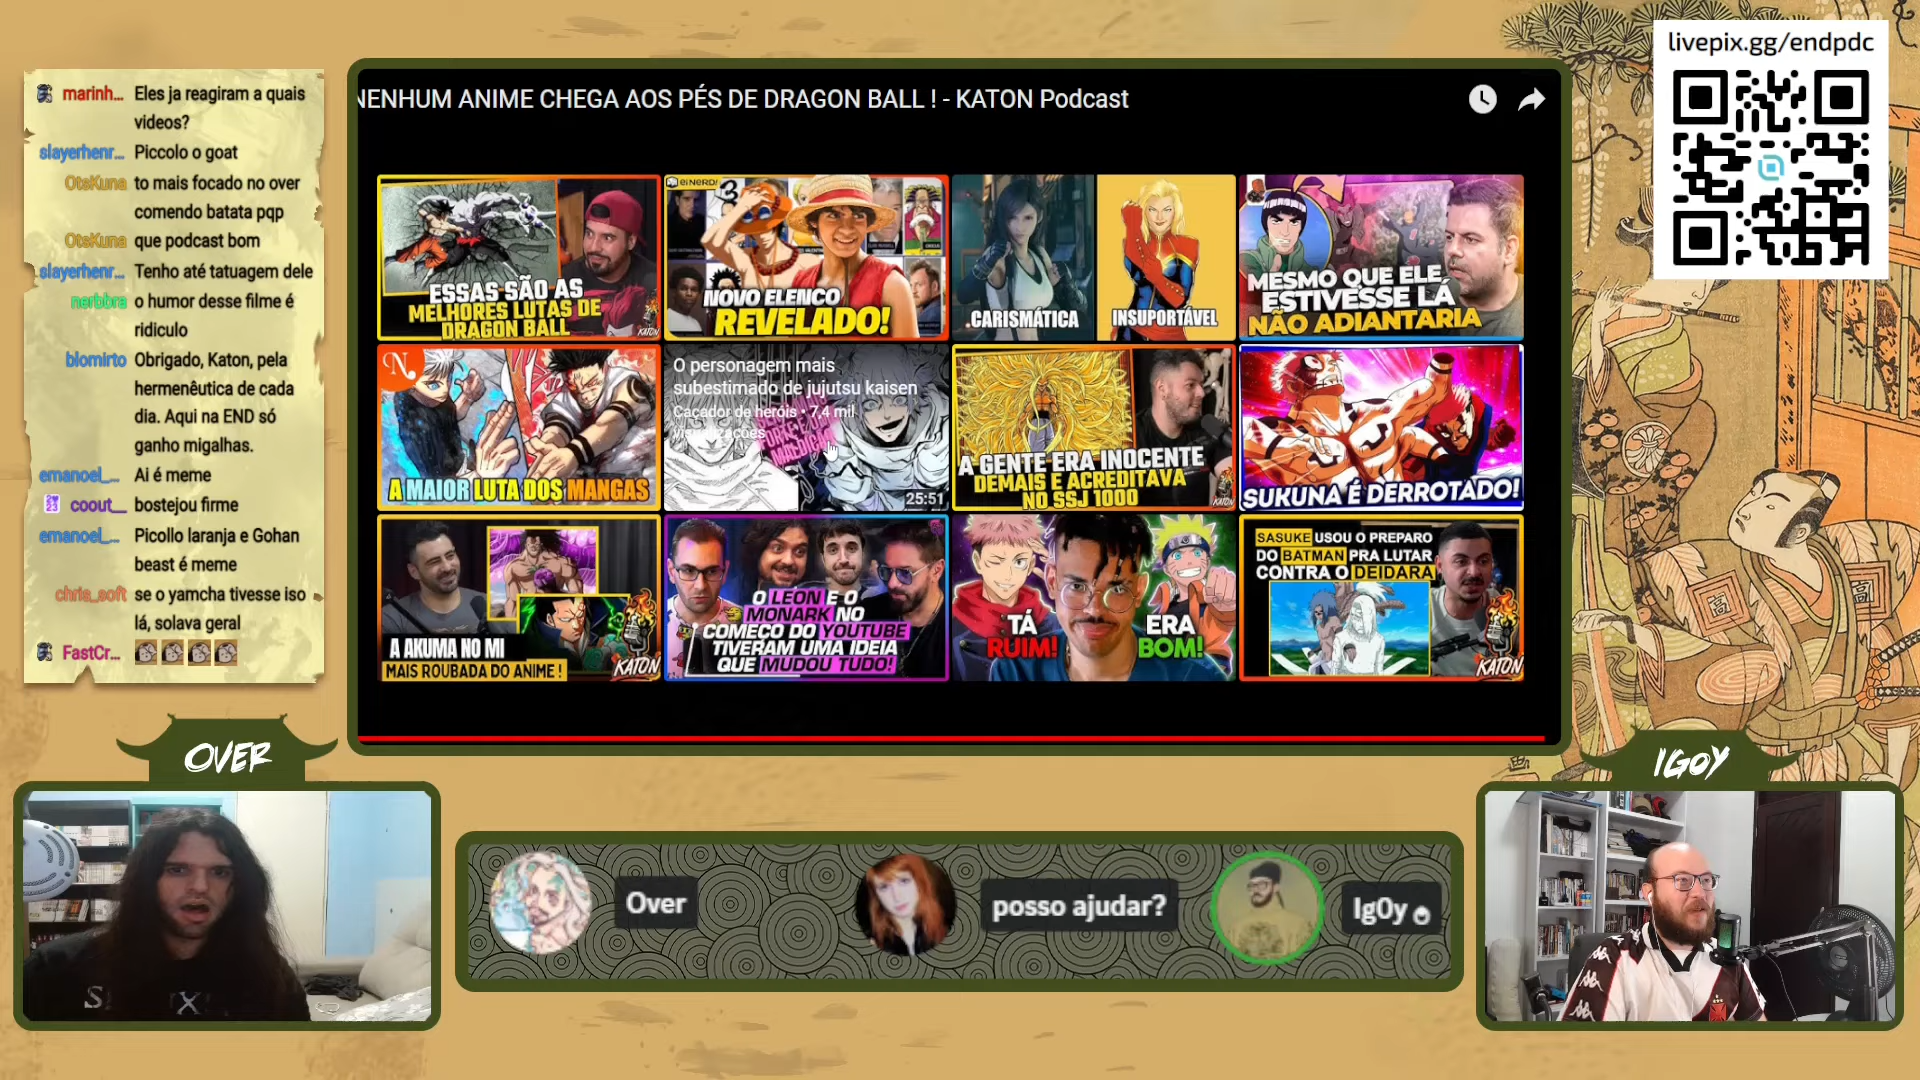 livepix.gg/endpdc
marinh... Eles ja reagiram a quais
videos?
slayerhenr... Piccolo o goat
OtsKuna to mais focado no over
comendo batata pqp
OtsKuna que podcast bom
slayerhenr... Tenho até tatuagem dele
nerbbra o humor desse filme é
ridiculo
blomirto Obrigado, Katon, pela
hermenêutica de cada
dia. Aqui na END só
ganho migalhas.
emanoel_... Ai é meme
coout__ bostejou firme
emanoel_... Picollo laranja e Gohan
beast é meme
chris_soft se o yamcha tivesse iso
lá, solava geral
FastCr...
NENHUM ANIME CHEGA AOS PÉS DE DRAGON BALL ! - KATON Podcast
ESSAS SÃO AS
MELHORES LUTAS DE
DRAGON BALL
KATON
ei NERD!
3
NOVO ELENCO
REVELADO!
CARISMÁTICA
INSUPORTÁVEL
MESMO QUE ELE
ESTIVESSE LÁ
NÃO ADIANTARIA
N.
A MAIOR LUTA DOS MANGAS
O personagem mais
subestimado de jujutsu kaisen
Caçador de heróis • 7,4 mil
visualizações
MALDIÇÃO
25:51
A GENTE ERA INOCENTE
DEMAIS E ACREDITAVA
NO SSJ 1000
KATON
SUKUNA É DERROTADO!
A AKUMA NO MI
MAIS ROUBADA DO ANIME !
KATON
O LEON E O
MONARK NO
COMEÇO DO YOUTUBE
TIVERAM UMA IDEIA
QUE MUDOU TUDO!
TÁ
RUIM!
ERA
BOM!
SASUKE USOU O PREPARO
DO BATMAN PRA LUTAR
CONTRA O DEIDARA
KATON
OVER
IGOY
Over
posso ajudar?
Ig0y